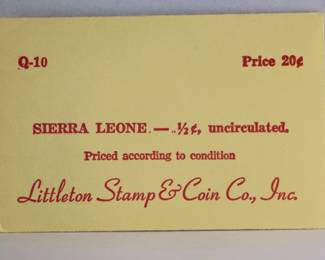 Q-10 Price 20¢
SIERRA LEONE. — ..½¢, uncirculated.
Priced according to condition
Littleton Stamp & Coin Co., Inc.